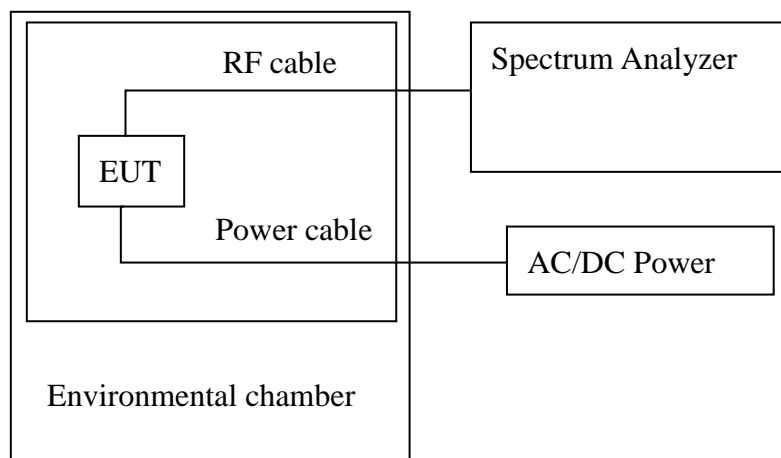 RF cable
Spectrum Analyzer
EUT
Power cable
AC/DC Power
Environmental chamber